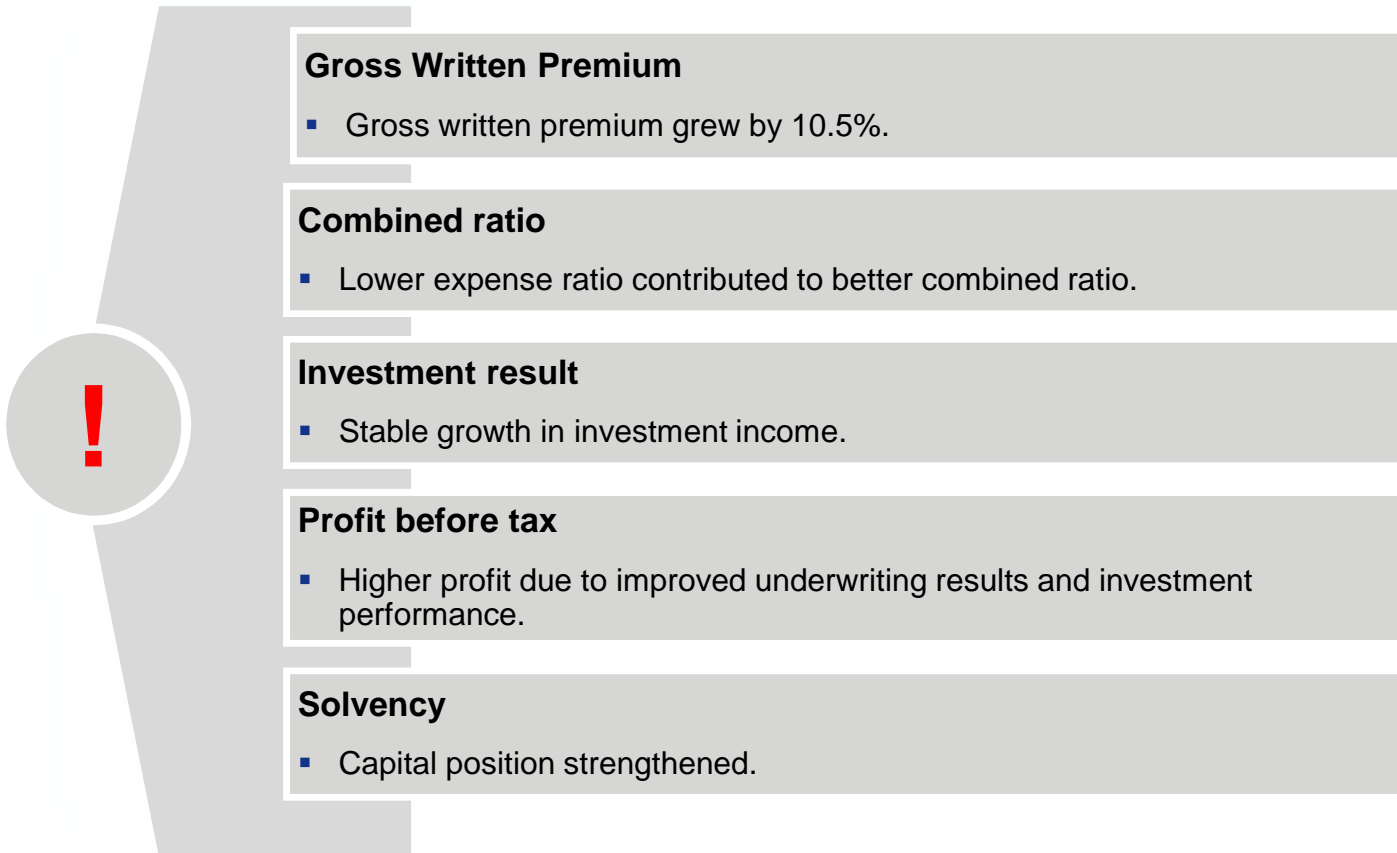 Gross Written Premium
▪ Gross written premium grew by 10.5%.
Combined ratio
▪ Lower expense ratio contributed to better combined ratio.
!
Investment result
▪ Stable growth in investment income.
Profit before tax
▪ Higher profit due to improved underwriting results and investment
performance.
Solvency
▪ Capital position strengthened.